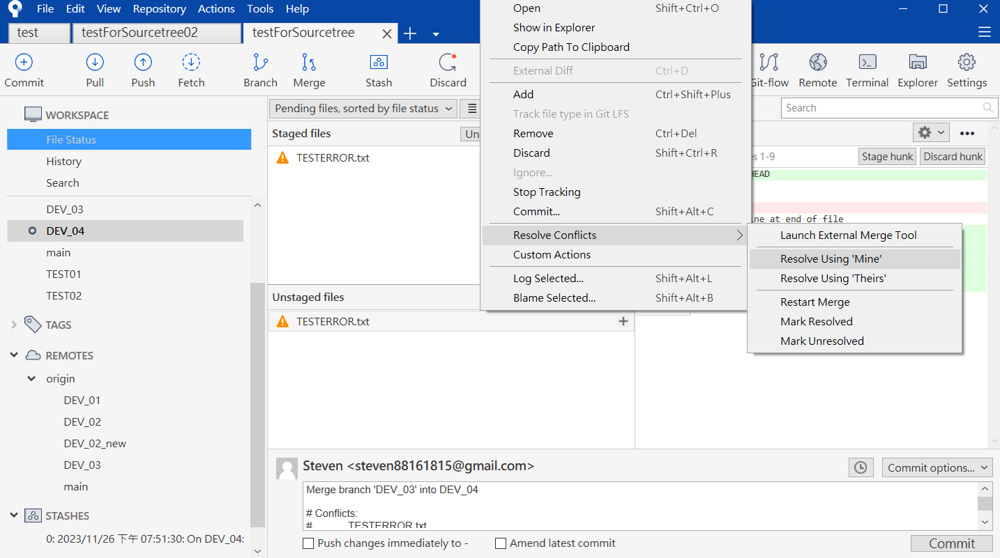 File Edit View Repository Actions Tools Help
test testForSourcetree02 testForSourcetree
Commit Pull Push Fetch Branch Merge Stash Discard Git-flow Remote Terminal Explorer Settings
WORKSPACE
File Status
History
Search
DEV_03
DEV_04
main
TEST01
TEST02
TAGS
REMOTES
origin
DEV_01
DEV_02
DEV_02_new
DEV_03
main
STASHES
0: 2023/11/26 下午 07:51:30: On DEV_04:
Pending files, sorted by file status
Staged files Un
TESTERROR.txt
Unstaged files
TESTERROR.txt
Open Shift+Ctrl+O
Show in Explorer
Copy Path To Clipboard
External Diff Ctrl+D
Add Ctrl+Shift+Plus
Track file type in Git LFS
Remove Ctrl+Del
Discard Shift+Ctrl+R
Ignore...
Stop Tracking
Commit... Shift+Alt+C
Resolve Conflicts
Custom Actions
Log Selected... Shift+Alt+L
Blame Selected... Shift+Alt+B
Launch External Merge Tool
Resolve Using 'Mine'
Resolve Using 'Theirs'
Restart Merge
Mark Resolved
Mark Unresolved
Search
1-9 Stage hunk Discard hunk
HEAD
at end of file
Steven <steven88161815@gmail.com>
Commit options...
Merge branch 'DEV_03' into DEV_04
# Conflicts:
# TESTERROR.txt
Push changes immediately to - Amend latest commit
Commit